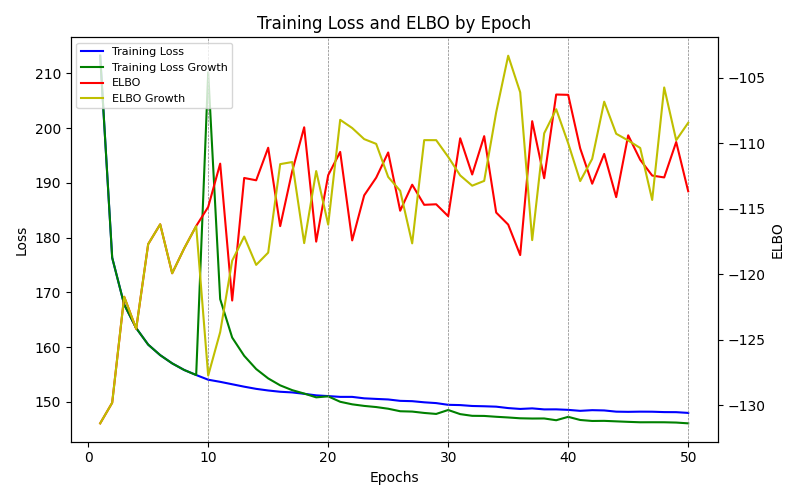 Training Loss and ELBO by Epoch
Training Loss
Training Loss Growth
ELBO
ELBO Growth
Loss
210
200
190
180
170
160
150
−105
−110
−115
−120
−125
−130
ELBO
0 10 20 30 40 50
Epochs